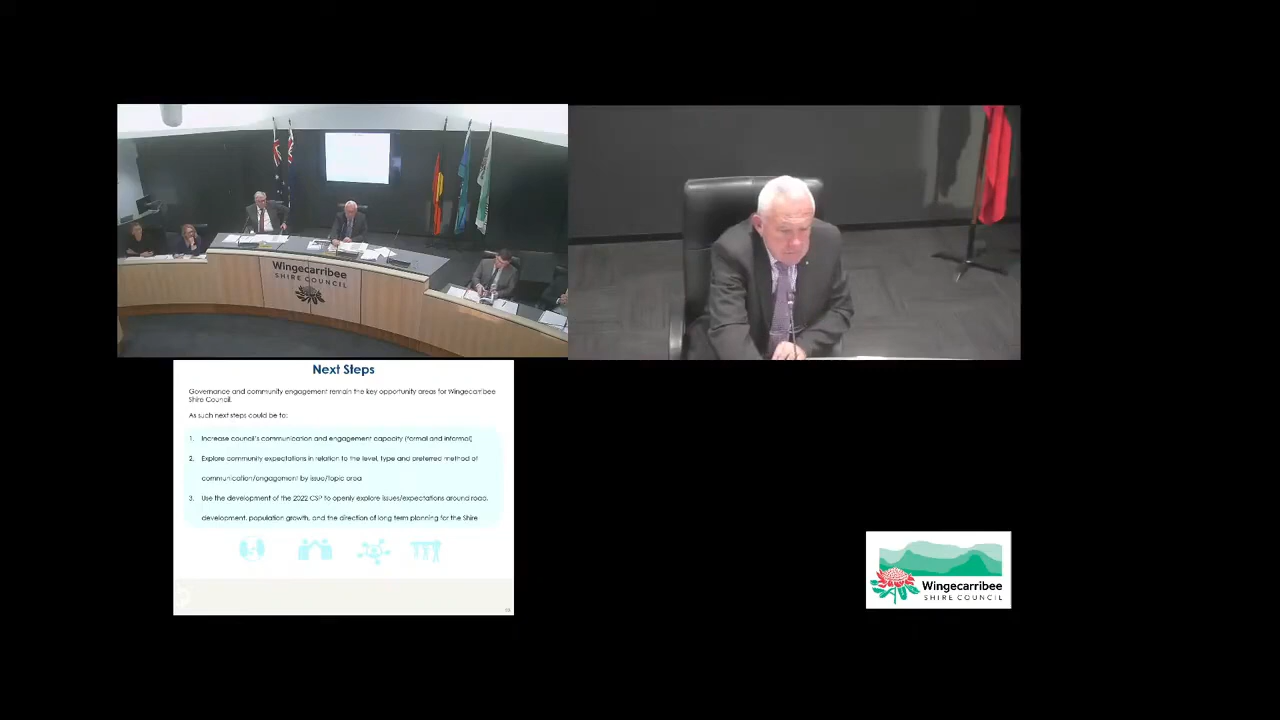 Wingecarribee
SHIRE COUNCIL
Next Steps
Governance and community engagement remain the key opportunity areas for Wingecarribee
Shire Council.
As such next steps could be to:
1. Increase council's communication and engagement capacity (formal and informal)
2. Explore community expectations in relation to the level, type and preferred method of
communication/engagement by issue/topic area
3. Use the development of the 2022 CSP to openly explore issues/expectations around road,
development, population growth, and the direction of long term planning for the Shire
Wingecarribee
SHIRE COUNCIL